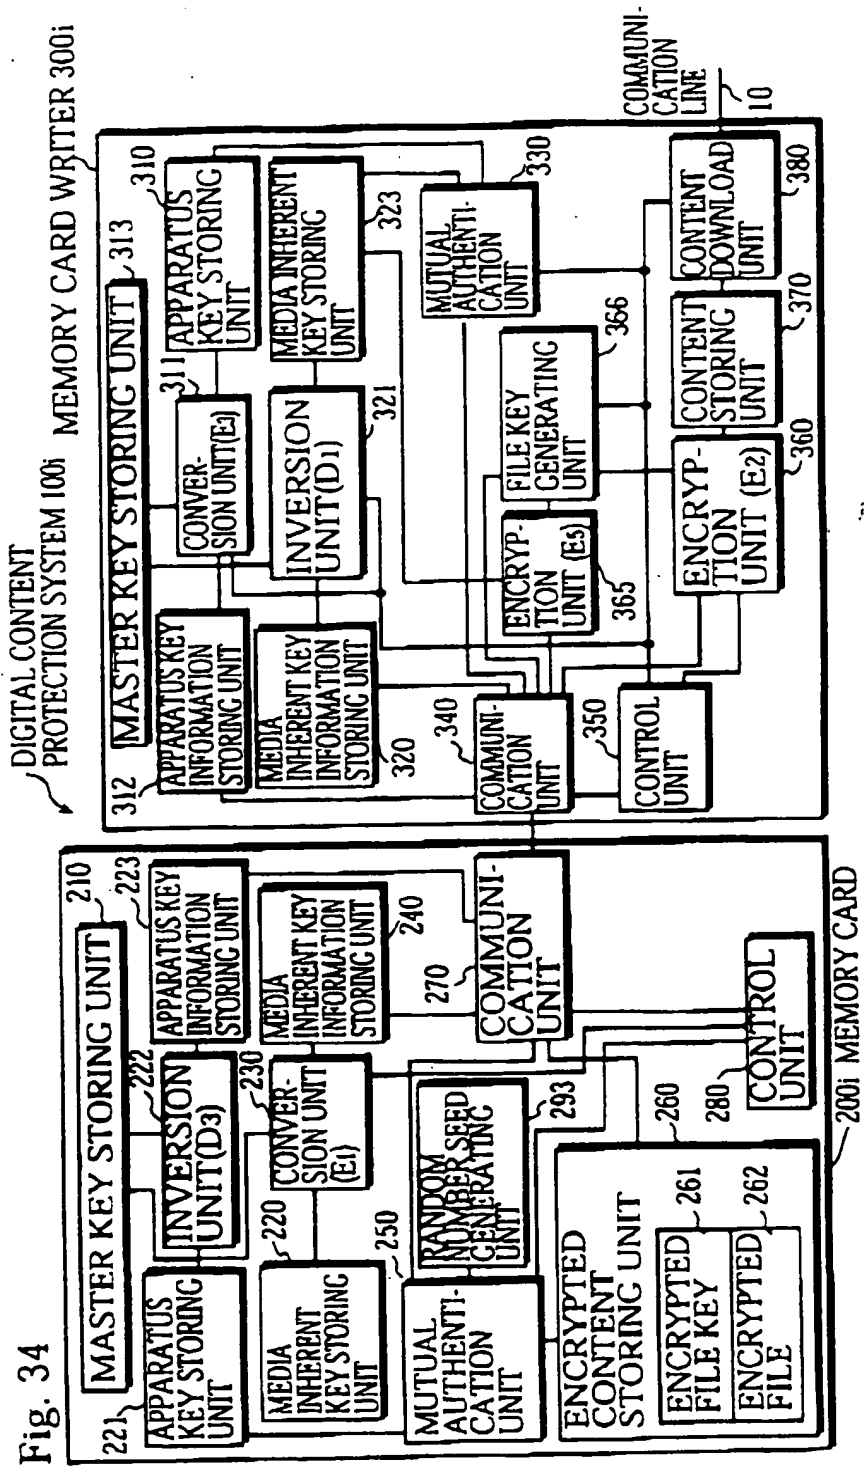 Fig. 34
DIGITAL CONTENT
PROTECTION SYSTEM 100i
MASTER KEY STORING UNIT
210
221
APPARATUS
KEY STORING
UNIT
222
INVERSION
UNIT(D3)
223
APPARATUS KEY
INFORMATION
STORING UNIT
220
MEDIA
INHERENT
KEY STORING
UNIT
230
CONVER-
SION UNIT
(E1)
MEDIA
INHERENT KEY
INFORMATION
STORING UNIT
240
250
MUTUAL
AUTHENTI-
CATION
UNIT
RANDOM
NUMBER SEED
GENERATING
UNIT
293
270
COMMUNI-
CATION
UNIT
ENCRYPTED
CONTENT
STORING UNIT
260
ENCRYPTED
FILE KEY
261
ENCRYPTED
FILE
262
280
CONTROL
UNIT
200i MEMORY CARD
MEMORY CARD WRITER 300i
MASTER KEY STORING UNIT
313
312
APPARATUS KEY
INFORMATION
STORING UNIT
311
CONVER-
SION UNIT(E3)
310
APPARATUS
KEY STORING
UNIT
MEDIA
INHERENT KEY
INFORMATION
STORING UNIT
320
INVERSION
UNIT(D1)
321
MEDIA INHERENT
KEY STORING
UNIT
323
340
COMMUNI-
CATION
UNIT
ENCRYP-
TION
UNIT (E5)
365
FILE KEY
GENERATING
UNIT
366
MUTUAL
AUTHENTI-
CATION
UNIT
330
350
CONTROL
UNIT
ENCRYP-
TION
UNIT (E2)
360
CONTENT
STORING
UNIT
370
CONTENT
DOWNLOAD
UNIT
380
COMMUNI-
CATION
LINE
10